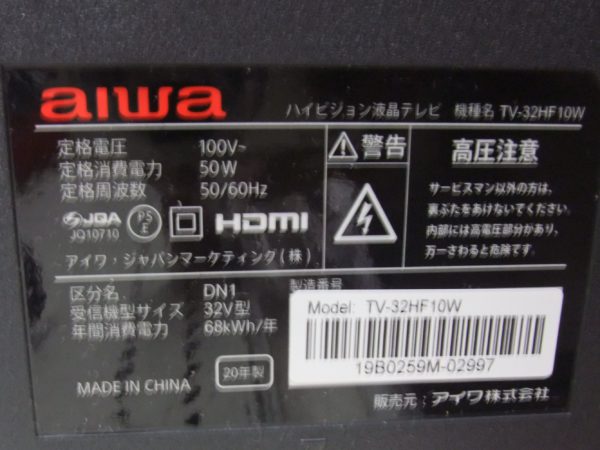 aiwa
ハイビジョン液晶テレビ 機種名 TV-32HF10W
定格電圧 100V~
定格消費電力 50W
定格周波数 50/60Hz
JQA
JQ10710
PS
E
HDMI
アイワ・ジャパンマーケティング(株)
警告
高圧注意
サービスマン以外の方は、
裏ぶたをあけないでください。
内部には高電圧部分があり、
万一さわると危険です。
区分名 DN1
受信機型サイズ 32V型
年間消費電力 68kWh/年
MADE IN CHINA
20年製
製造番号
Model: TV-32HF10W
19B0259M-02997
販売元:アイワ株式会社